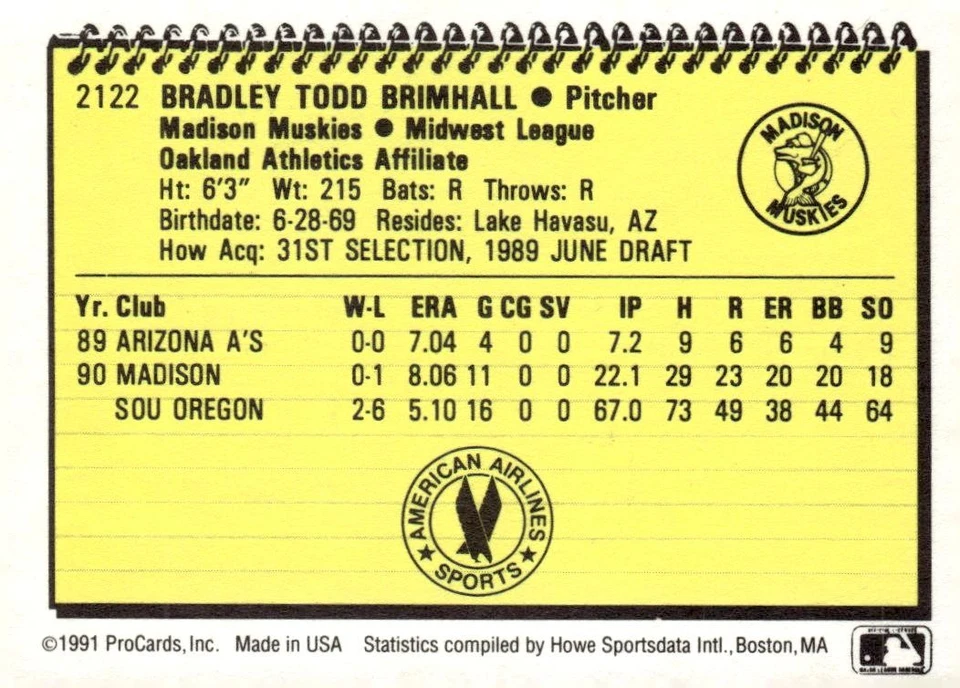 2122 BRADLEY TODD BRIMHALL ● Pitcher
Madison Muskies ● Midwest League
Oakland Athletics Affiliate
Ht: 6'3" Wt: 215 Bats: R Throws: R
Birthdate: 6-28-69 Resides: Lake Havasu, AZ
How Acq: 31ST SELECTION, 1989 JUNE DRAFT
MADISON
MUSKIES
Yr. Club W-L ERA G CG SV IP H R ER BB SO
89 ARIZONA A'S 0-0 7.04 4 0 0 7.2 9 6 6 4 9
90 MADISON 0-1 8.06 11 0 0 22.1 29 23 20 20 18
SOU OREGON 2-6 5.10 16 0 0 67.0 73 49 38 44 64
AMERICAN AIRLINES
★ SPORTS ★
©1991 ProCards, Inc. Made in USA Statistics compiled by Howe Sportsdata Intl., Boston, MA